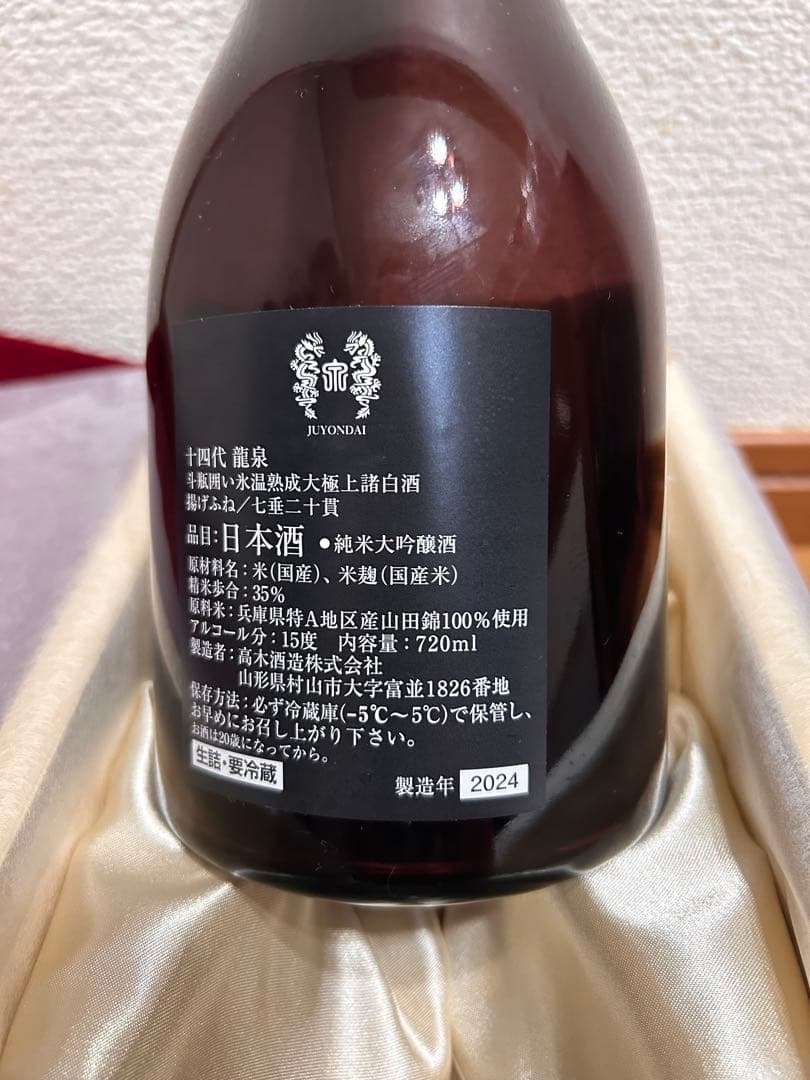 JUYONDAI
十四代 龍泉
斗瓶囲い氷温熟成大極上諸白酒
揚げふね／七垂二十貫
品目：日本酒 ●純米大吟醸酒
原材料名：米（国産）、米麹（国産米）
精米歩合：35%
原料米：兵庫県特A地区産山田錦100%使用
アルコール分：15度 内容量：720ml
製造者：高木酒造株式会社
山形県村山市大字富並1826番地
保存方法：必ず冷蔵庫(-5℃～5℃)で保管し、
お早めにお召し上がり下さい。
お酒は20歳になってから。
生詰・要冷蔵
製造年 2024